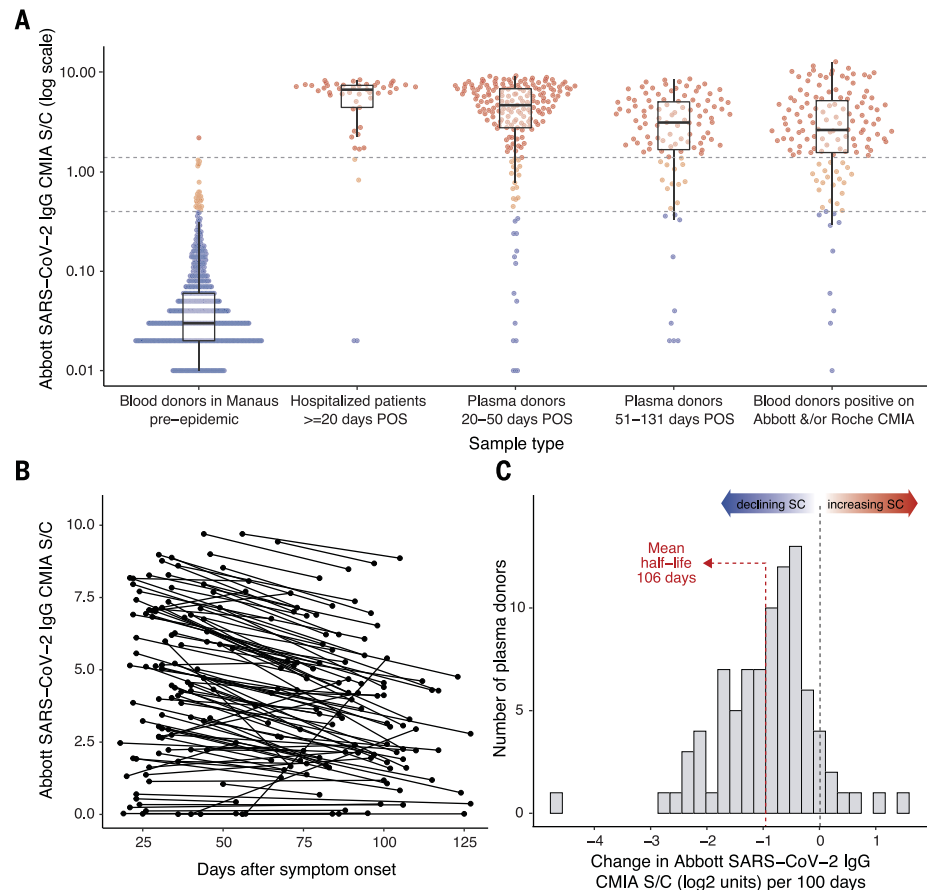 A
Abbott SARS−CoV−2 IgG CMIA S/C (log scale)
10.00
1.00
0.10
0.01
Blood donors in Manaus
pre−epidemic
Hospitalized patients
>=20 days POS
Plasma donors
20−50 days POS
Plasma donors
51−131 days POS
Blood donors positive on
Abbott &/or Roche CMIA
Sample type
B
Abbott SARS−CoV−2 IgG CMIA S/C
10.0
7.5
5.0
2.5
0.0
25
50
75
100
125
Days after symptom onset
C
declining SC
increasing SC
Mean
half−life
106 days
Number of plasma donors
10
5
0
-4
-3
-2
-1
0
1
Change in Abbott SARS−CoV−2 IgG
CMIA S/C (log2 units) per 100 days